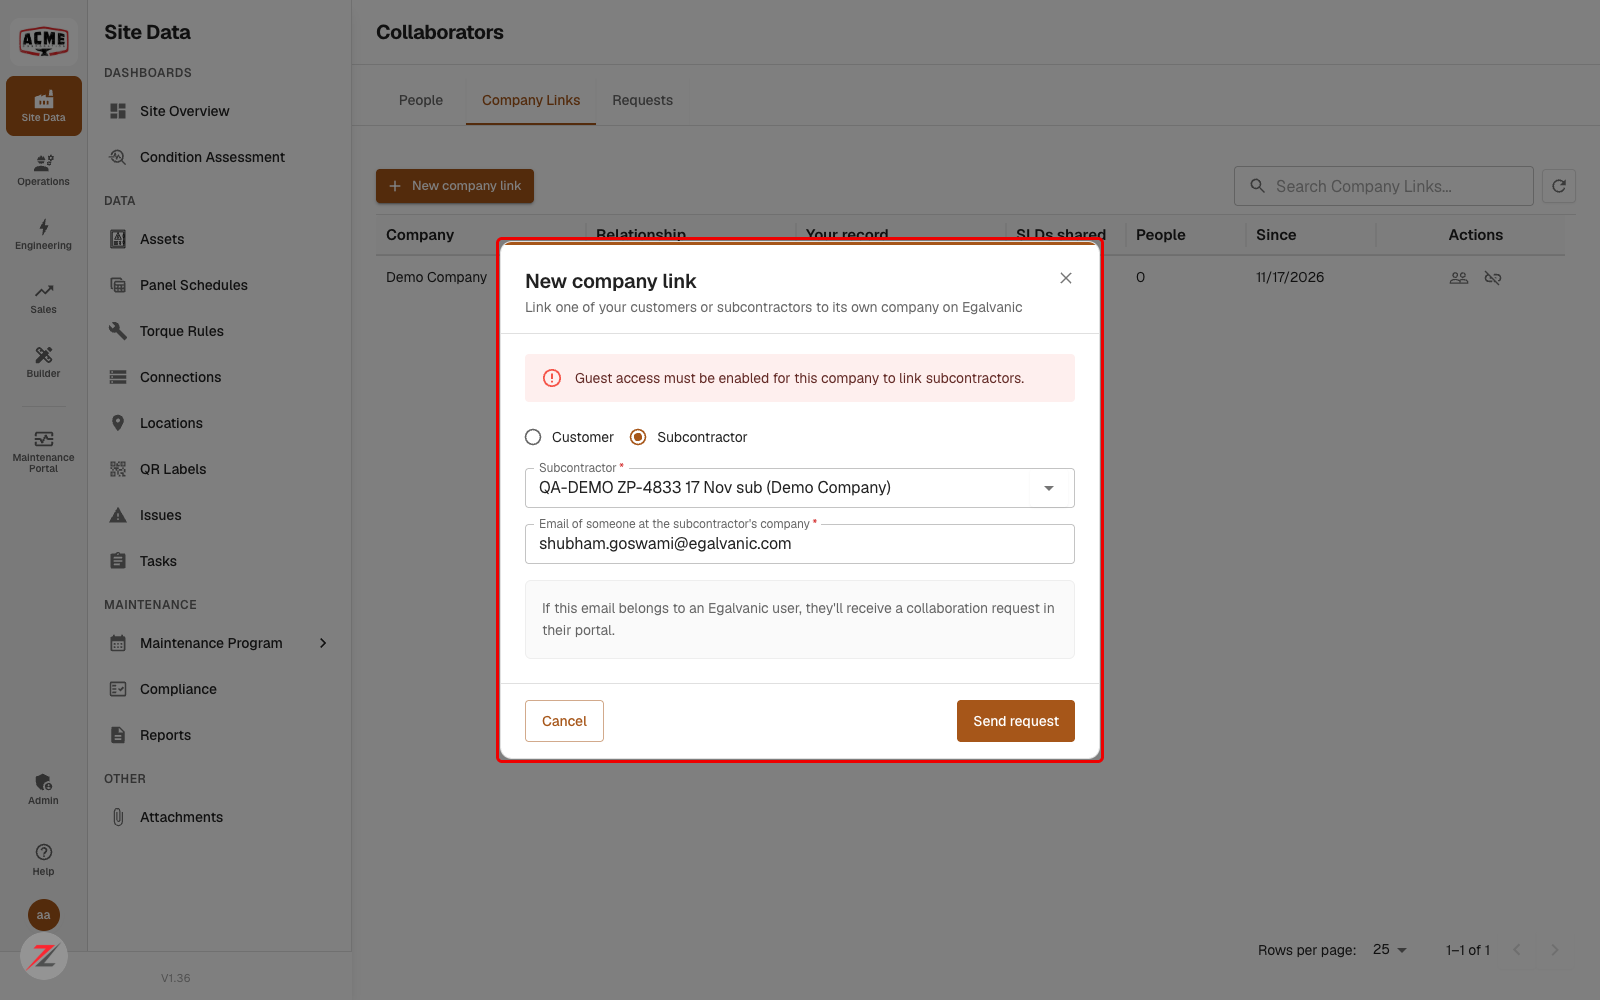 ACME
Site Data
Operations
Engineering
Sales
Builder
Maintenance
Portal
Admin
Help
aa
Site Data
DASHBOARDS
Site Overview
Condition Assessment
DATA
Assets
Panel Schedules
Torque Rules
Connections
Locations
QR Labels
Issues
Tasks
MAINTENANCE
Maintenance Program
Compliance
Reports
OTHER
Attachments
V1.36
Collaborators
People Company Links Requests
New company link
Search Company Links...
Company Relationship Your record SLDs shared People Since Actions
Demo Company 0 11/17/2026
New company link
Link one of your customers or subcontractors to its own company on Egalvanic
Guest access must be enabled for this company to link subcontractors.
Customer Subcontractor
Subcontractor *
QA-DEMO ZP-4833 17 Nov sub (Demo Company)
Email of someone at the subcontractor's company *
shubham.goswami@egalvanic.com
If this email belongs to an Egalvanic user, they'll receive a collaboration request in
their portal.
Cancel Send request
Rows per page: 25 1–1 of 1